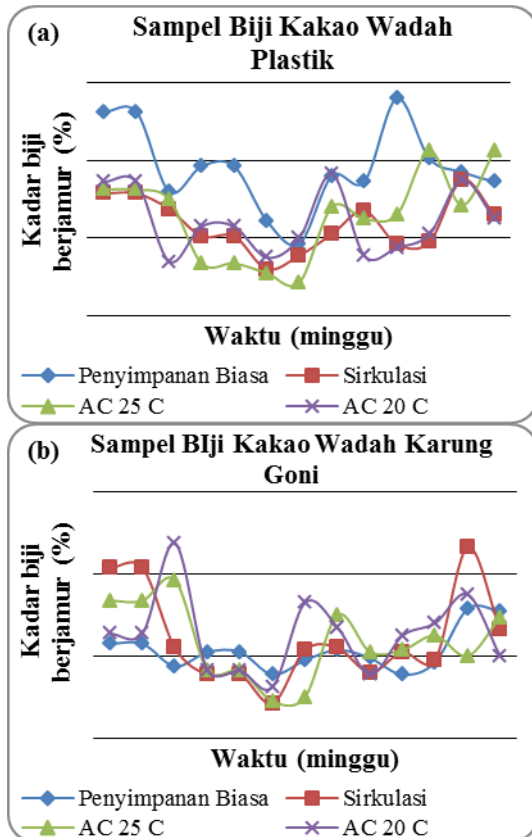 (a)
Sampel Biji Kakao Wadah
Plastik
Kadar biji
berjamur (%)
Waktu (minggu)
Penyimpanan Biasa
Sirkulasi
AC 25 C
AC 20 C
(b)
Sampel BIji Kakao Wadah Karung
Goni
Kadar biji
berjamur (%)
Waktu (minggu)
Penyimpanan Biasa
Sirkulasi
AC 25 C
AC 20 C